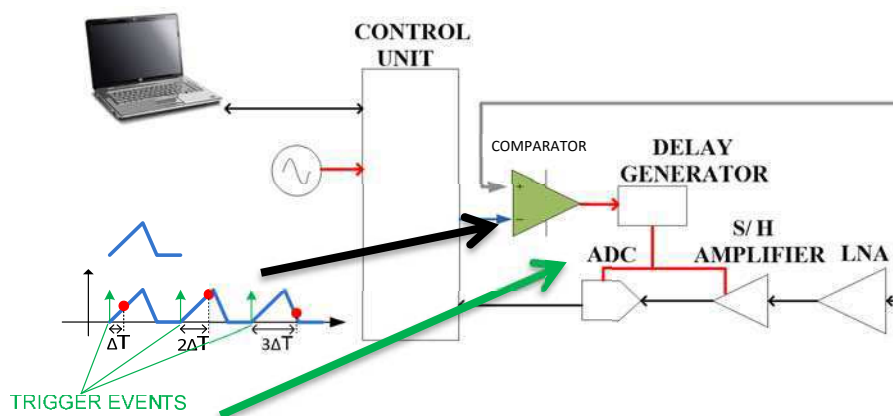 CONTROL
UNIT
COMPARATOR
+
−
DELAY
GENERATOR
S/H
AMPLIFIER
LNA
ADC
ΔT
2ΔT
3ΔT
TRIGGER EVENTS